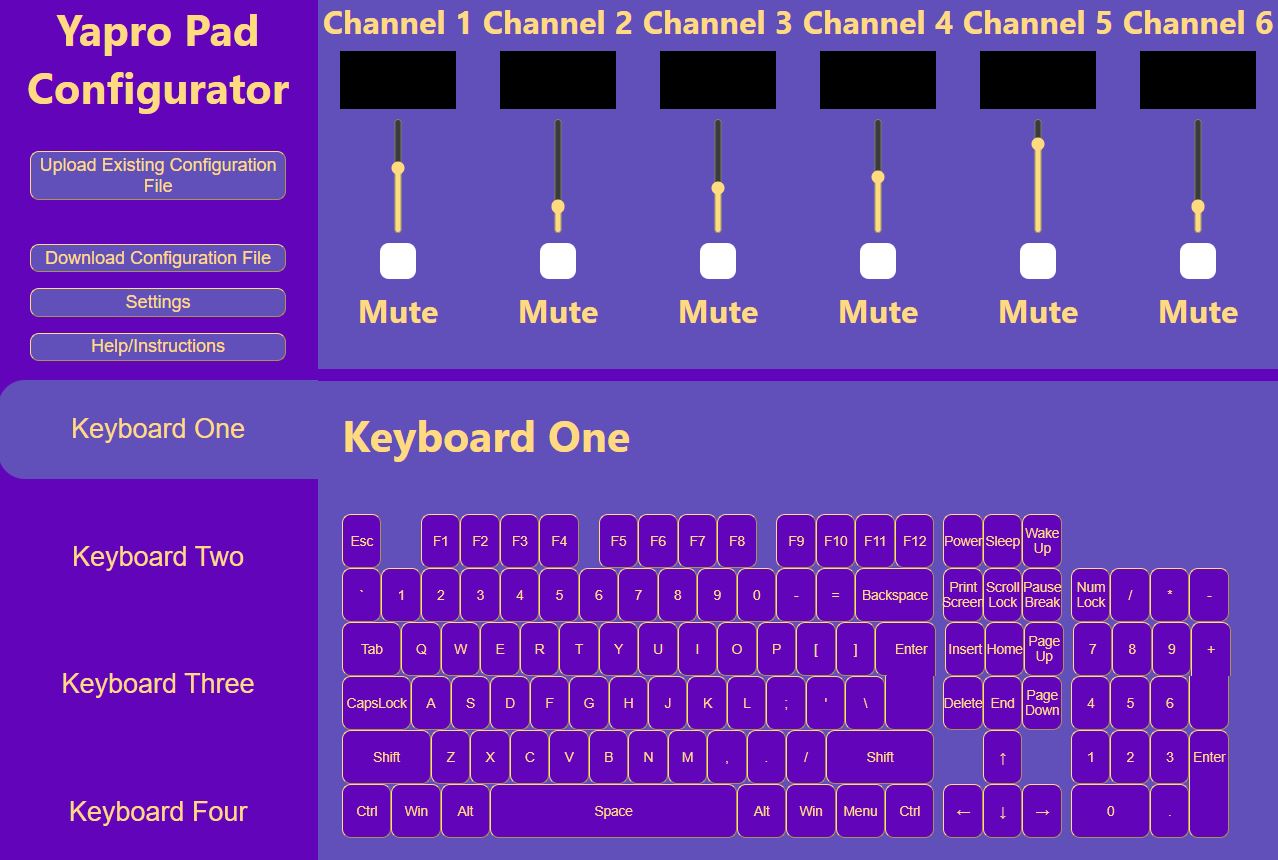 Yapro Pad
Configurator
Upload Existing Configuration
File
Download Configuration File
Settings
Help/Instructions
Channel 1 Channel 2 Channel 3 Channel 4 Channel 5 Channel 6
Mute Mute Mute Mute Mute Mute
Keyboard One
Keyboard Two
Keyboard Three
Keyboard Four
Keyboard One
Esc F1 F2 F3 F4 F5 F6 F7 F8 F9 F10 F11 F12 Power Sleep Wake Up
` 1 2 3 4 5 6 7 8 9 0 - = Backspace Print Screen Scroll Lock Pause Break Num Lock / * -
Tab Q W E R T Y U I O P [ ] Enter Insert Home Page Up 7 8 9 +
CapsLock A S D F G H J K L ; ' \ Delete End Page Down 4 5 6
Shift Z X C V B N M , . / Shift ↑ 1 2 3 Enter
Ctrl Win Alt Space Alt Win Menu Ctrl ← ↓ → 0 .